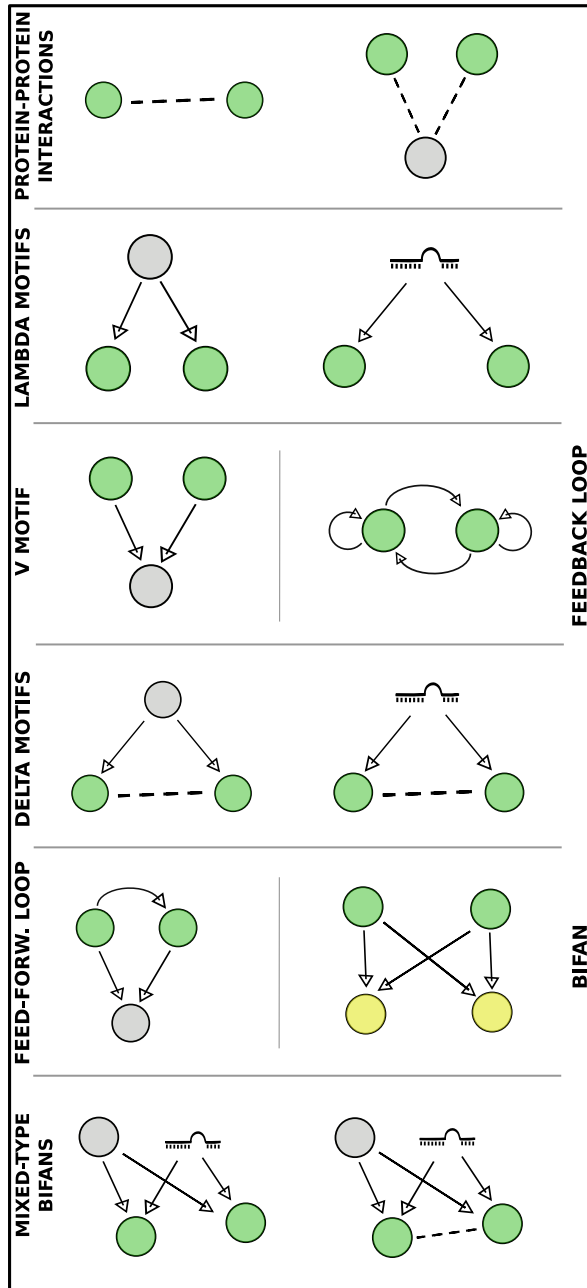 PROTEIN-PROTEIN
INTERACTIONS
LAMBDA MOTIFS
V MOTIF
FEEDBACK LOOP
DELTA MOTIFS
FEED-FORW. LOOP
BIFAN
MIXED-TYPE
BIFANS